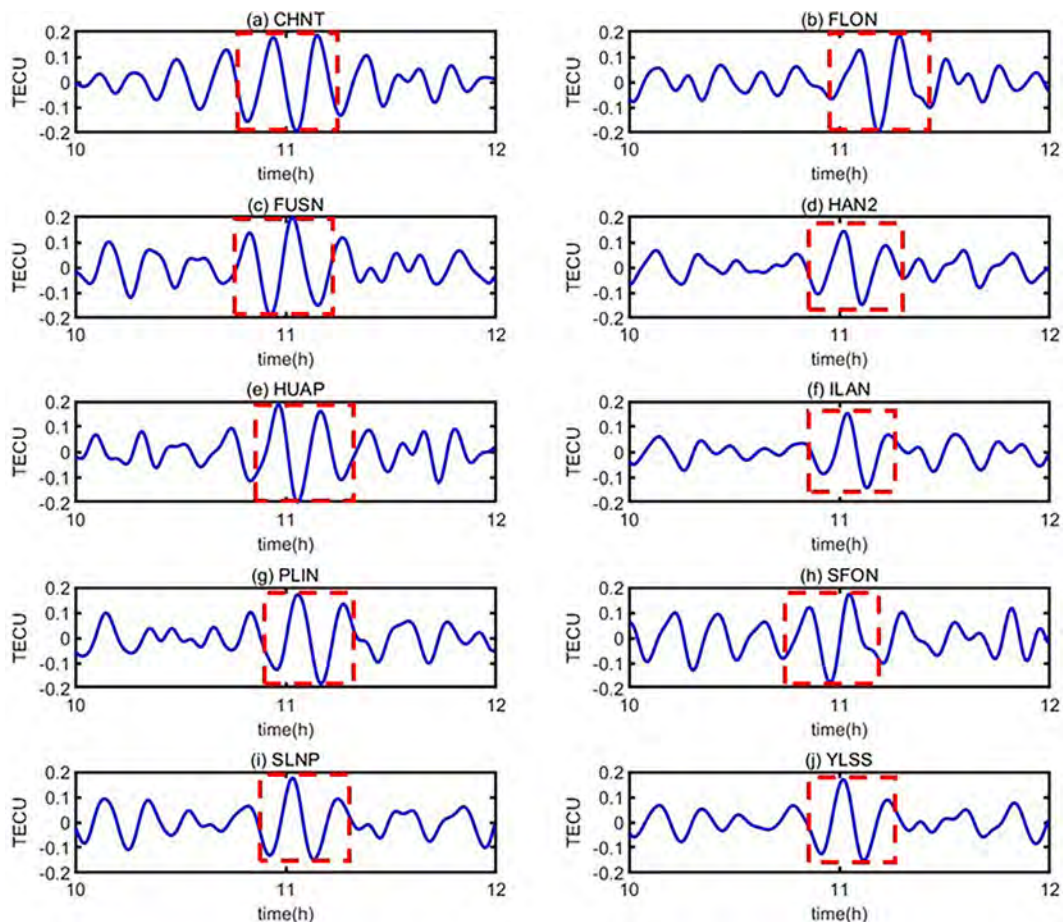 (a) CHNT
0.2
0.1
0
-0.1
-0.2
TECU
10
11
12
time(h)
(b) FLON
0.2
0.1
0
-0.1
-0.2
TECU
10
11
12
time(h)
(c) FUSN
0.2
0.1
0
-0.1
-0.2
TECU
10
11
12
time(h)
(d) HAN2
0.2
0.1
0
-0.1
-0.2
TECU
10
11
12
time(h)
(e) HUAP
0.2
0.1
0
-0.1
-0.2
TECU
10
11
12
time(h)
(f) ILAN
0.2
0.1
0
-0.1
-0.2
TECU
10
11
12
time(h)
(g) PLIN
0.2
0.1
0
-0.1
-0.2
TECU
10
11
12
time(h)
(h) SFON
0.2
0.1
0
-0.1
-0.2
TECU
10
11
12
time(h)
(i) SLNP
0.2
0.1
0
-0.1
-0.2
TECU
10
11
12
time(h)
(j) YLSS
0.2
0.1
0
-0.1
-0.2
TECU
10
11
12
time(h)